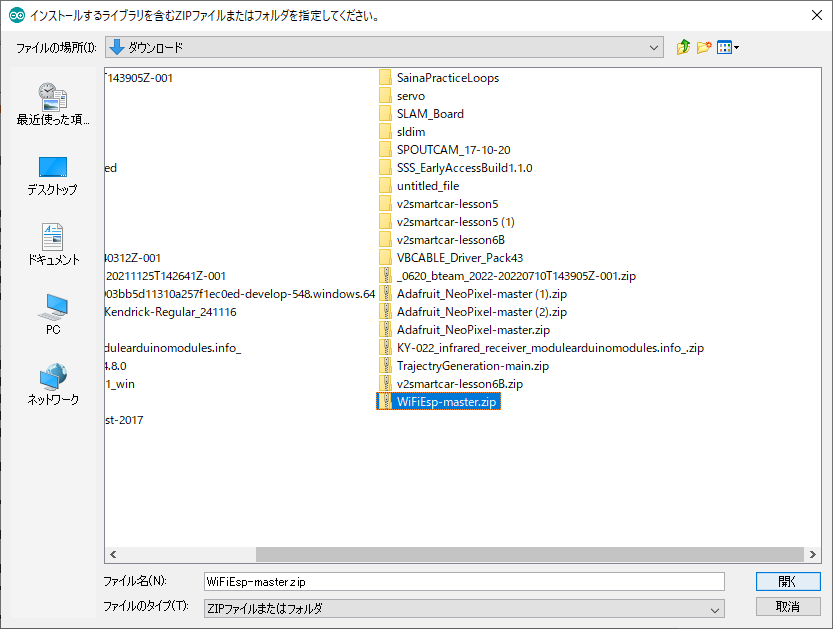 インストールするライブラリを含むZIPファイルまたはフォルダを指定してください。
ファイルの場所(I):
ダウンロード
最近使った項...
デスクトップ
ドキュメント
PC
ネットワーク
T143905Z-001
ed
40312Z-001
20211125T142641Z-001
003bb5d11310a257f1ec0ed-develop-548.windows.64
Kendrick-Regular_241116
dulearduinomodules.info_
4.8.0
1_win
st-2017
SainaPracticeLoops
servo
SLAM_Board
sldim
SPOUTCAM_17-10-20
SSS_EarlyAccessBuild1.1.0
untitled_file
v2smartcar-lesson5
v2smartcar-lesson5 (1)
v2smartcar-lesson6B
VBCABLE_Driver_Pack43
_0620_bteam_2022-20220710T143905Z-001.zip
Adafruit_NeoPixel-master (1).zip
Adafruit_NeoPixel-master (2).zip
Adafruit_NeoPixel-master.zip
KY-022_infrared_receiver_modulearduinomodules.info_.zip
TrajectryGeneration-main.zip
v2smartcar-lesson6B.zip
WiFiEsp-master.zip
ファイル名(N):
WiFiEsp-master.zip
開く
ファイルのタイプ(T):
ZIPファイルまたはフォルダ
取消